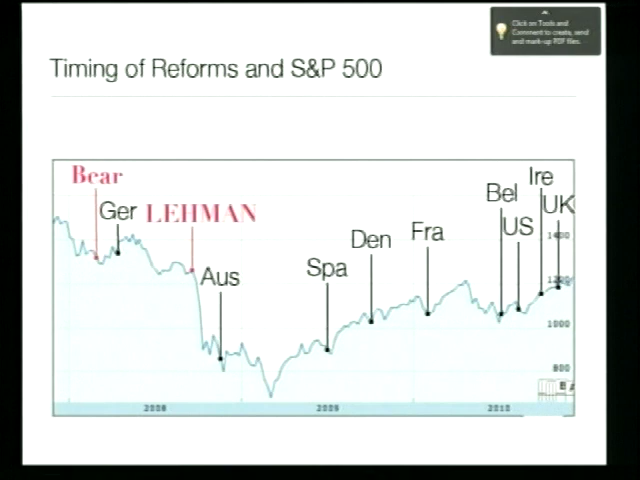 Click on Tools and
Comment to create, send
and mark-up PDF files.
Timing of Reforms and S&P 500
Bear
Ger
LEHMAN
Aus
Spa
Den
Fra
Bel
US
Ire
UK
1400
1200
1000
800
2008
2009
2010